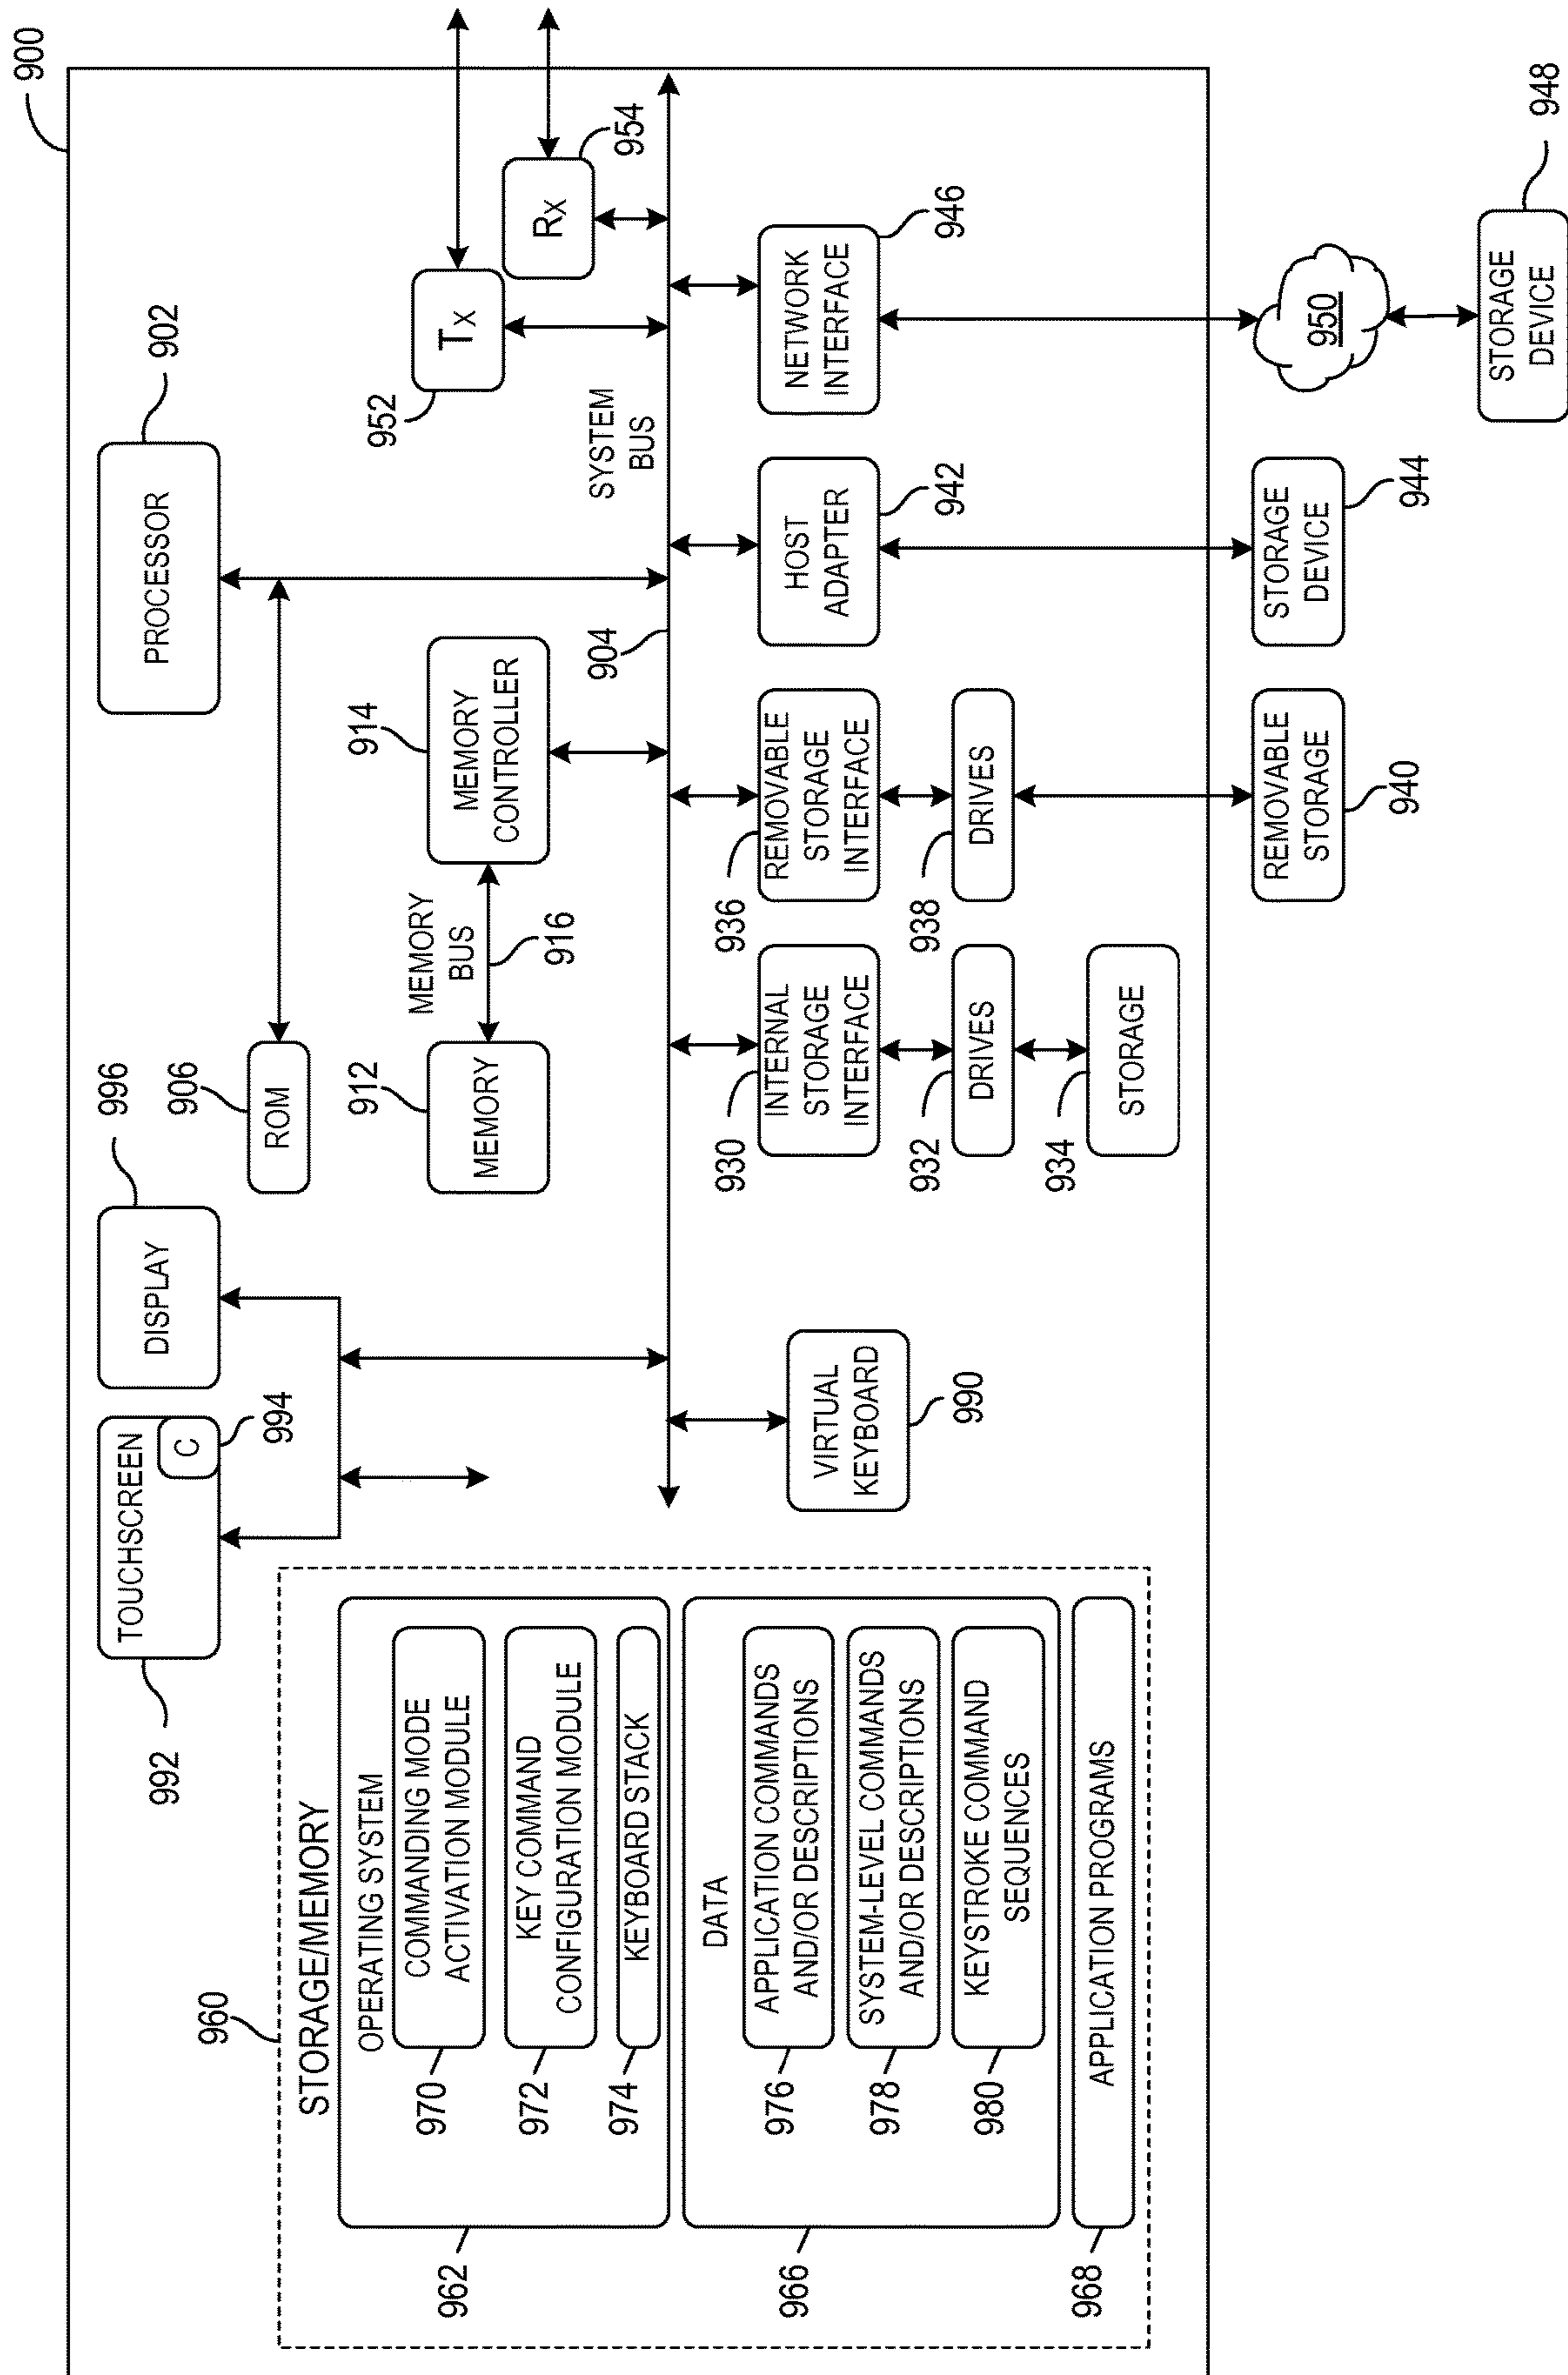 900
960
STORAGE/MEMORY
962
OPERATING SYSTEM
970
COMMANDING MODE
ACTIVATION MODULE
972
KEY COMMAND
CONFIGURATION MODULE
974
KEYBOARD STACK
966
DATA
976
APPLICATION COMMANDS
AND/OR DESCRIPTIONS
978
SYSTEM-LEVEL COMMANDS
AND/OR DESCRIPTIONS
980
KEYSTROKE COMMAND
SEQUENCES
968
APPLICATION PROGRAMS
992
TOUCHSCREEN
C
994
DISPLAY
996
PROCESSOR
902
906
ROM
912
MEMORY
MEMORY
BUS
916
914
MEMORY
CONTROLLER
952
TX
RX
954
SYSTEM
BUS
904
VIRTUAL
KEYBOARD
990
930
INTERNAL
STORAGE
INTERFACE
932
DRIVES
934
STORAGE
936
REMOVABLE
STORAGE
INTERFACE
938
DRIVES
REMOVABLE
STORAGE
940
HOST
ADAPTER
942
STORAGE
DEVICE
944
NETWORK
INTERFACE
946
950
STORAGE
DEVICE
948